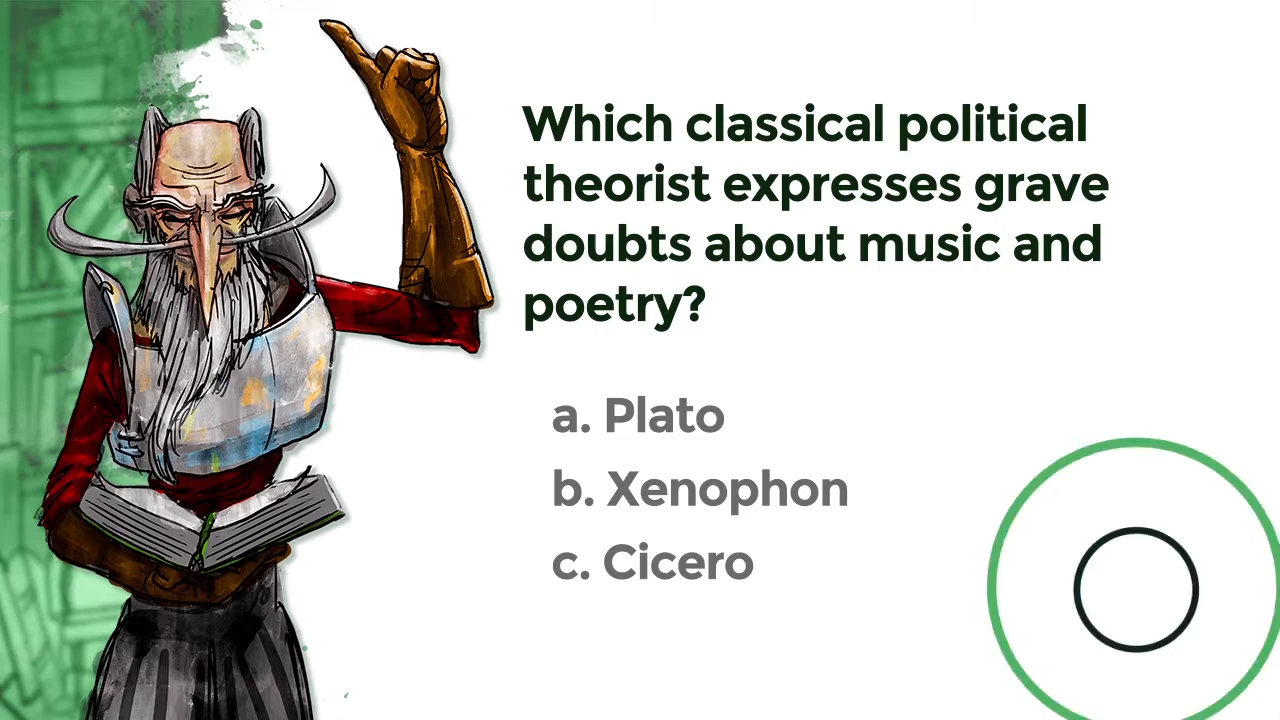 Which classical political
theorist expresses grave
doubts about music and
poetry?
a. Plato
b. Xenophon
c. Cicero